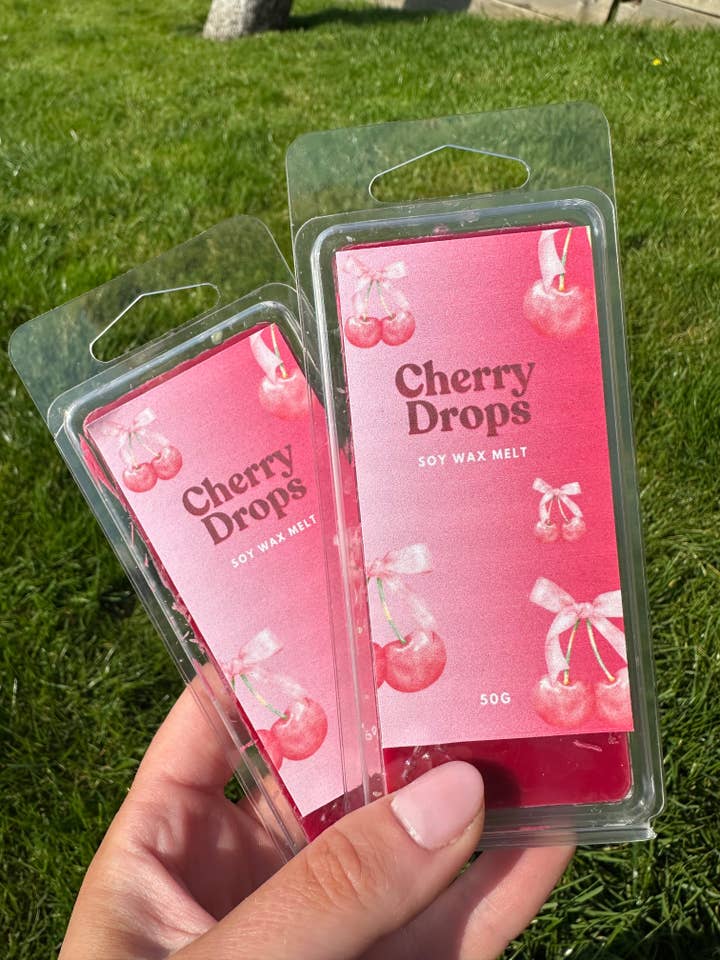 Cherry
Drops
SOY WAX MELT
Cherry
Drops
SOY WAX MELT
50G